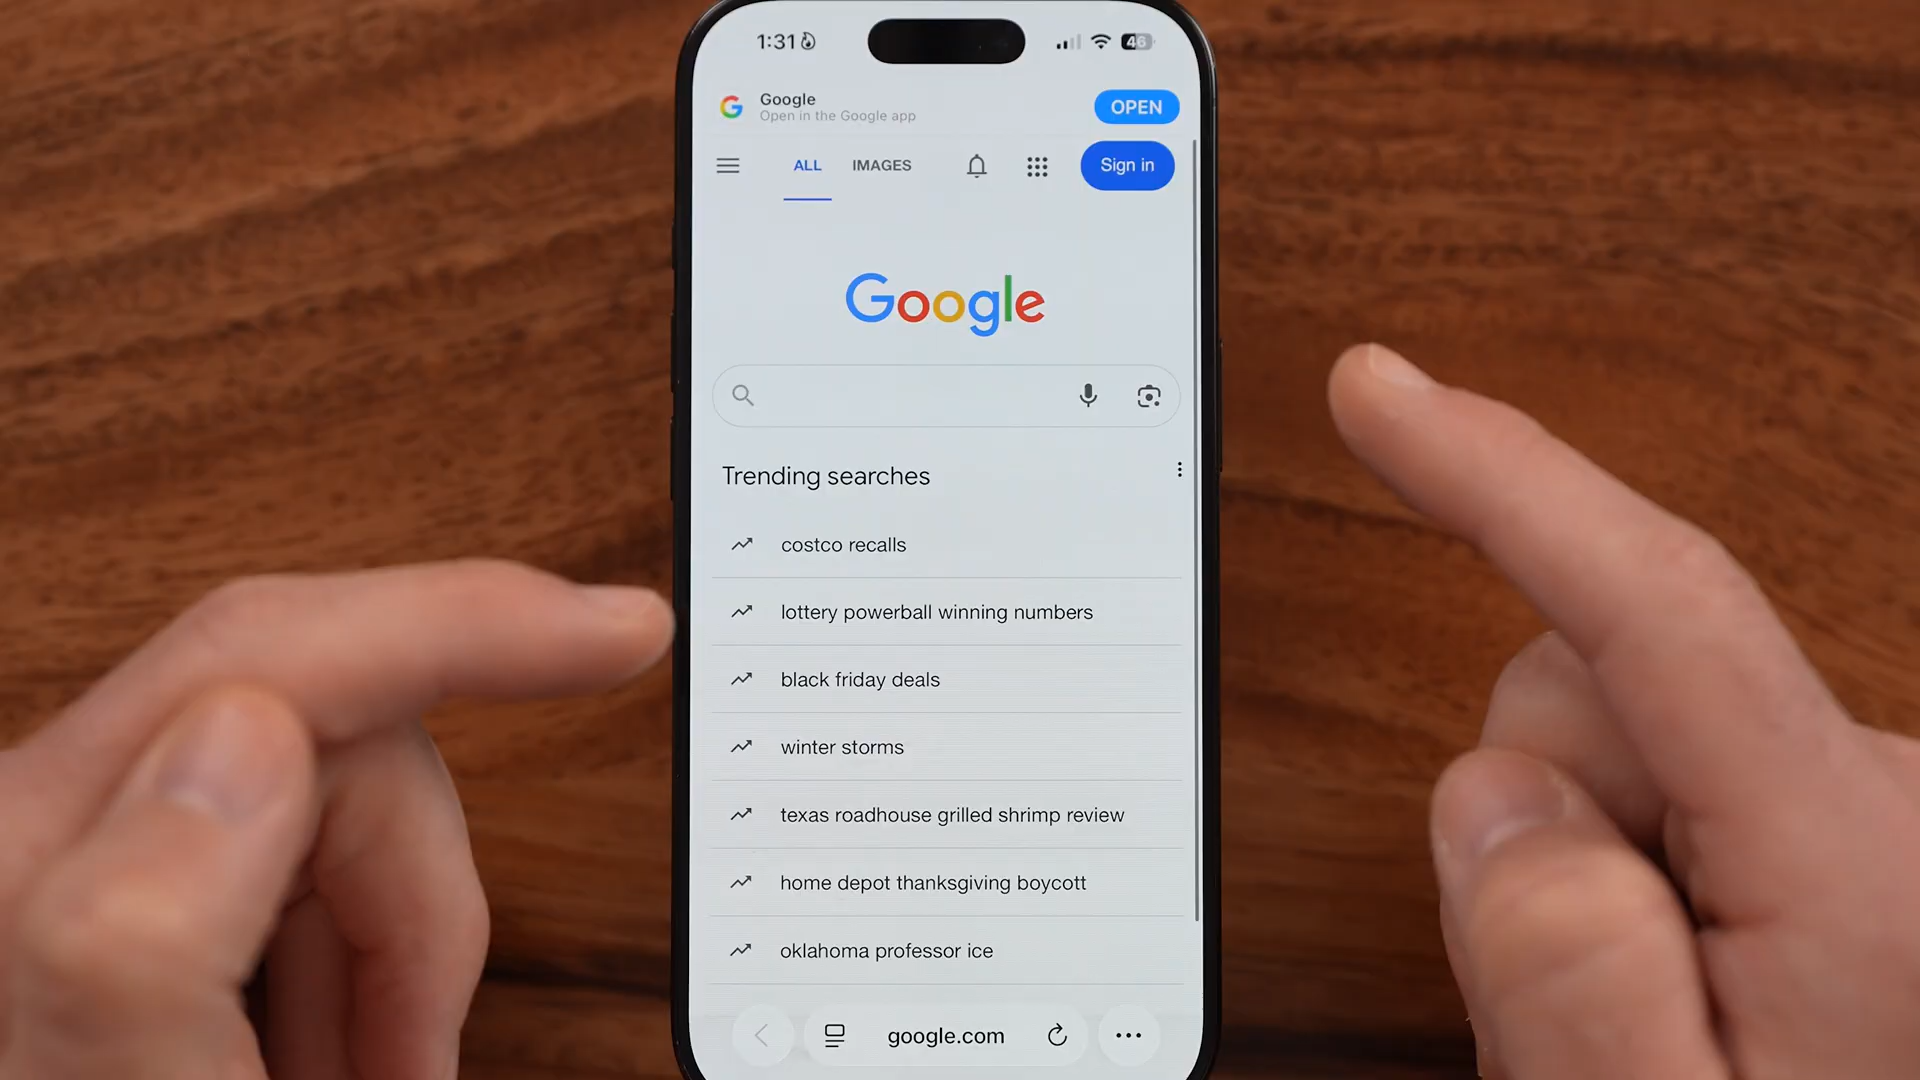 1:31
46
Google
Open in the Google app
OPEN
ALL
IMAGES
Sign in
Google
Trending searches
costco recalls
lottery powerball winning numbers
black friday deals
winter storms
texas roadhouse grilled shrimp review
home depot thanksgiving boycott
oklahoma professor ice
google.com